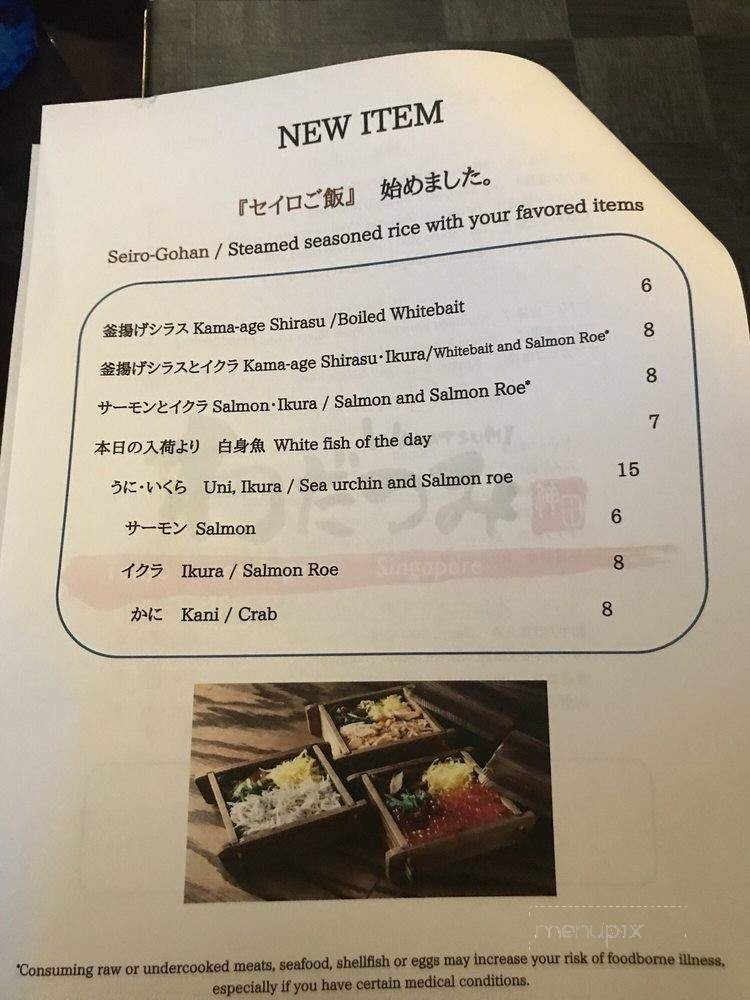 NEW ITEM
『セイロご飯』 始めました。
Seiro-Gohan / Steamed seasoned rice with your favored items
釜揚げシラス Kama-age Shirasu /Boiled Whitebait 6
釜揚げシラスとイクラ Kama-age Shirasu・Ikura/Whitebait and Salmon Roe* 8
サーモンとイクラ Salmon・Ikura / Salmon and Salmon Roe* 8
本日の入荷より 白身魚 White fish of the day 7
うに・いくら Uni, Ikura / Sea urchin and Salmon roe 15
サーモン Salmon 6
イクラ Ikura / Salmon Roe 8
かに Kani / Crab 8
わだつみ
Singapore
menupix
*Consuming raw or undercooked meats, seafood, shellfish or eggs may increase your risk of foodborne illness,
especially if you have certain medical conditions.